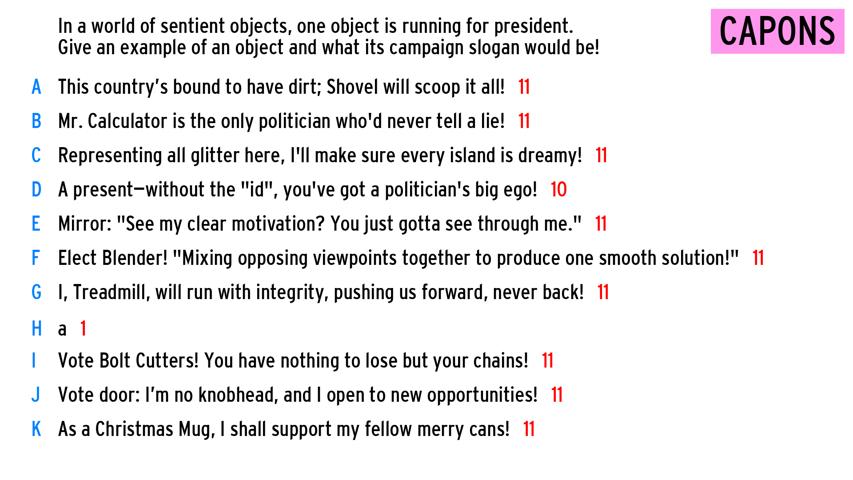 In a world of sentient objects, one object is running for president.
CAPONS
Give an example of an object and what its campaign slogan would be!
A This country's bound to have dirt; Shovel will scoop it all! 11
B Mr. Calculator is the only politician who'd never tell a lie! 11
C Representing all glitter here, I'll make sure every island is dreamy! 11
D A present—without the "id", you've got a politician's big ego! 10
E Mirror: "See my clear motivation? You just gotta see through me." 11
F Elect Blender! "Mixing opposing viewpoints together to produce one smooth solution!" 11
G I, Treadmill, will run with integrity, pushing us forward, never back! 11
H a 1
I Vote Bolt Cutters! You have nothing to lose but your chains! 11
J Vote door: I'm no knobhead, and I open to new opportunities! 11
K As a Christmas Mug, I shall support my fellow merry cans! 11